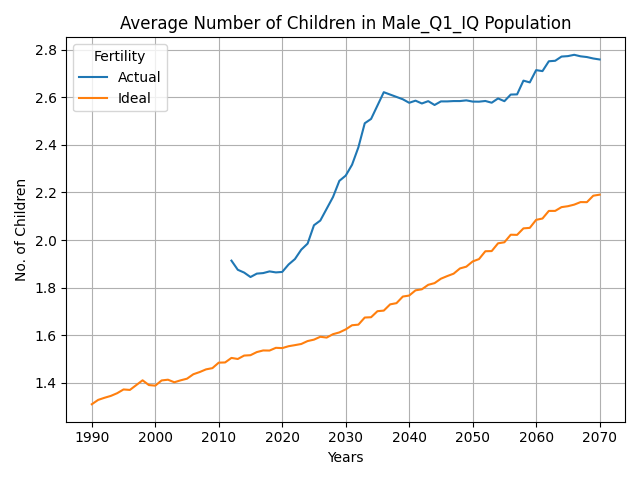 Average Number of Children in Male_Q1_IQ Population
Fertility
Actual
Ideal
No. of Children
2.8
2.6
2.4
2.2
2.0
1.8
1.6
1.4
1990 2000 2010 2020 2030 2040 2050 2060 2070
Years